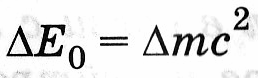 ΔE₀ = Δmc²